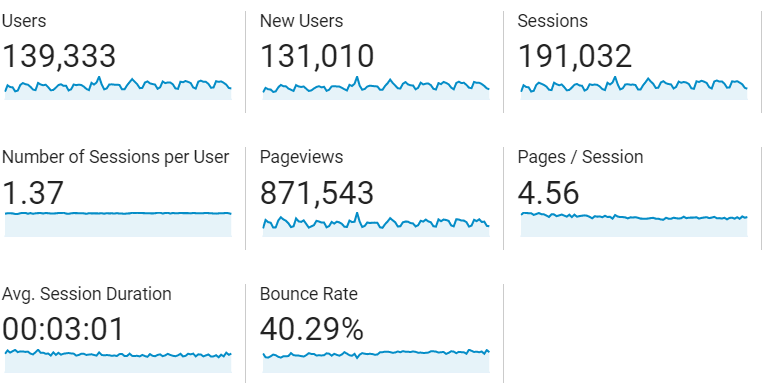 Users
139,333
New Users
131,010
Sessions
191,032
Number of Sessions per User
1.37
Pageviews
871,543
Pages / Session
4.56
Avg. Session Duration
00:03:01
Bounce Rate
40.29%